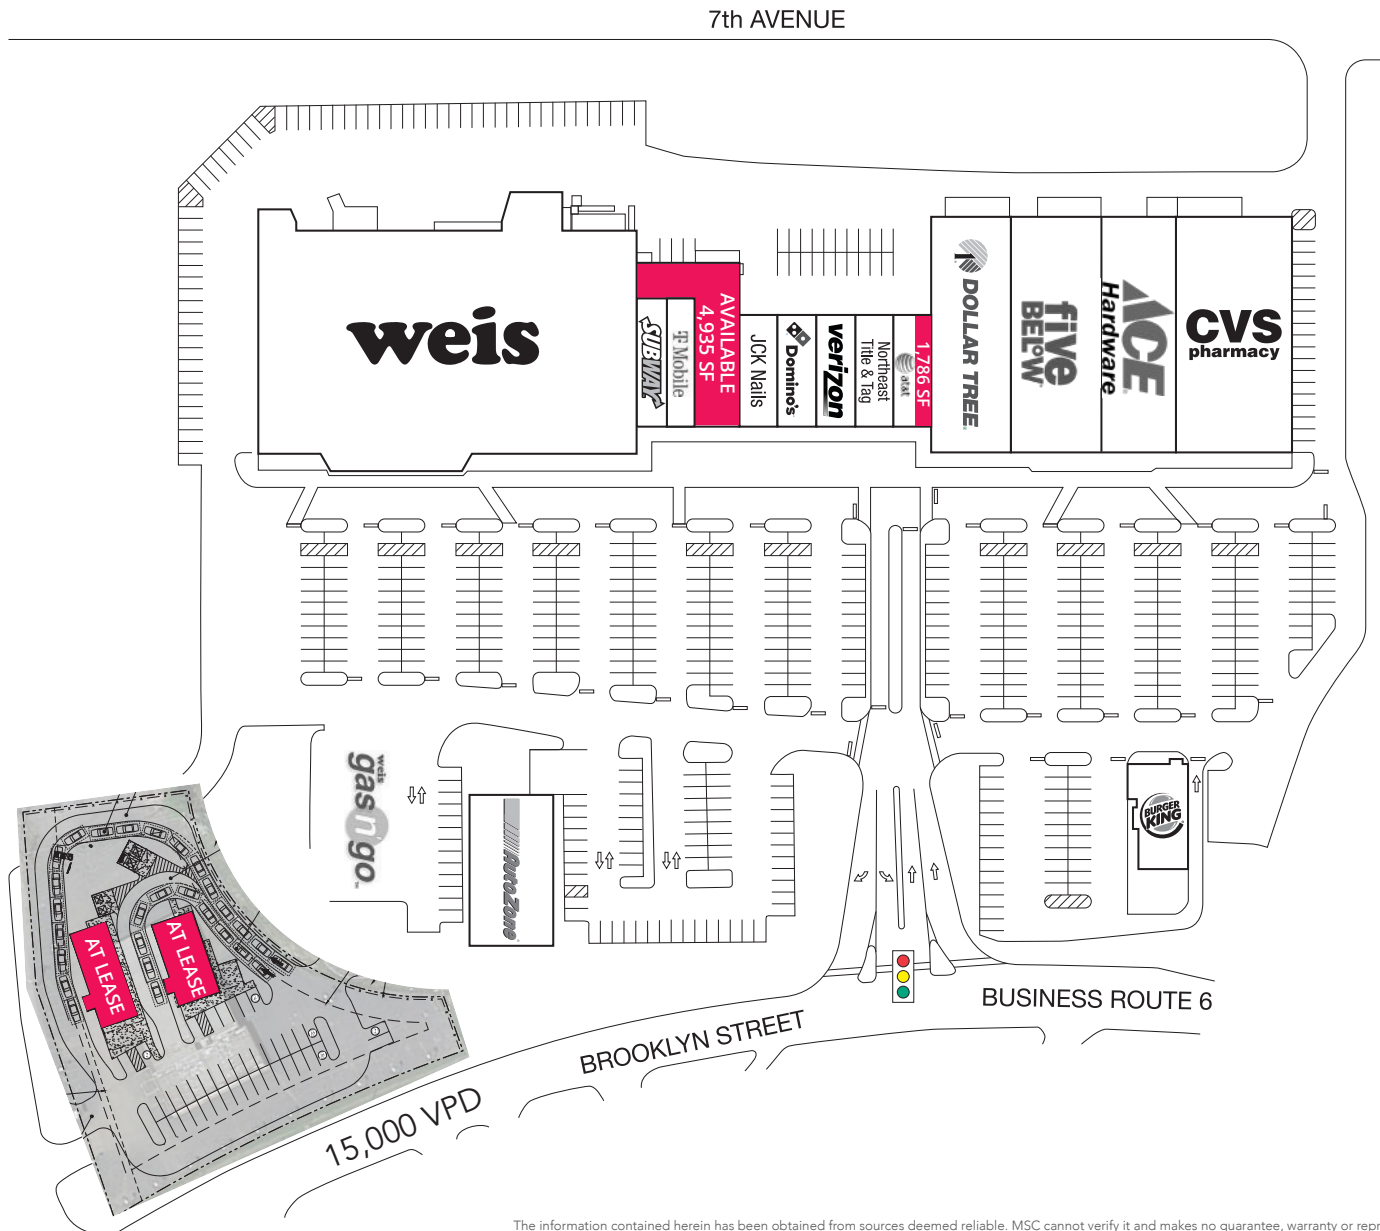 7th AVENUE
weis
SUBWAY
T Mobile
AVAILABLE
4,935 SF
JCK Nails
Domino's
verizon
Northeast
Title & Tag
at&t
1,786 SF
DOLLAR TREE
five
BELOW
ACE
Hardware
CVS
pharmacy
weis
gas n go
AutoZone
BURGER
KING
AT LEASE
AT LEASE
BUSINESS ROUTE 6
BROOKLYN STREET
15,000 VPD
The information contained herein has been obtained from sources deemed reliable. MSC cannot verify it and makes no guarantee, warranty or repr